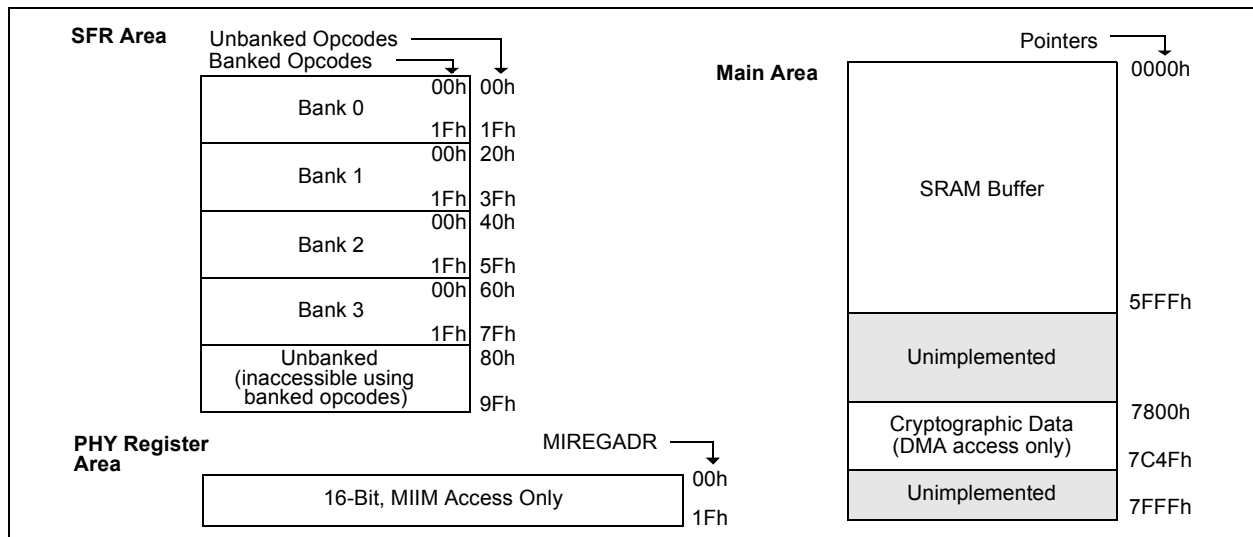 SFR Area
Unbanked Opcodes
Banked Opcodes
00h 00h
Bank 0
1Fh 1Fh
00h 20h
Bank 1
1Fh 3Fh
00h 40h
Bank 2
1Fh 5Fh
00h 60h
Bank 3
1Fh 7Fh
Unbanked 80h
(inaccessible using
banked opcodes) 9Fh
PHY Register
Area
MIREGADR
00h
16-Bit, MIIM Access Only
1Fh
Pointers
Main Area
0000h
SRAM Buffer
5FFFh
Unimplemented
7800h
Cryptographic Data
(DMA access only)
7C4Fh
Unimplemented
7FFFh